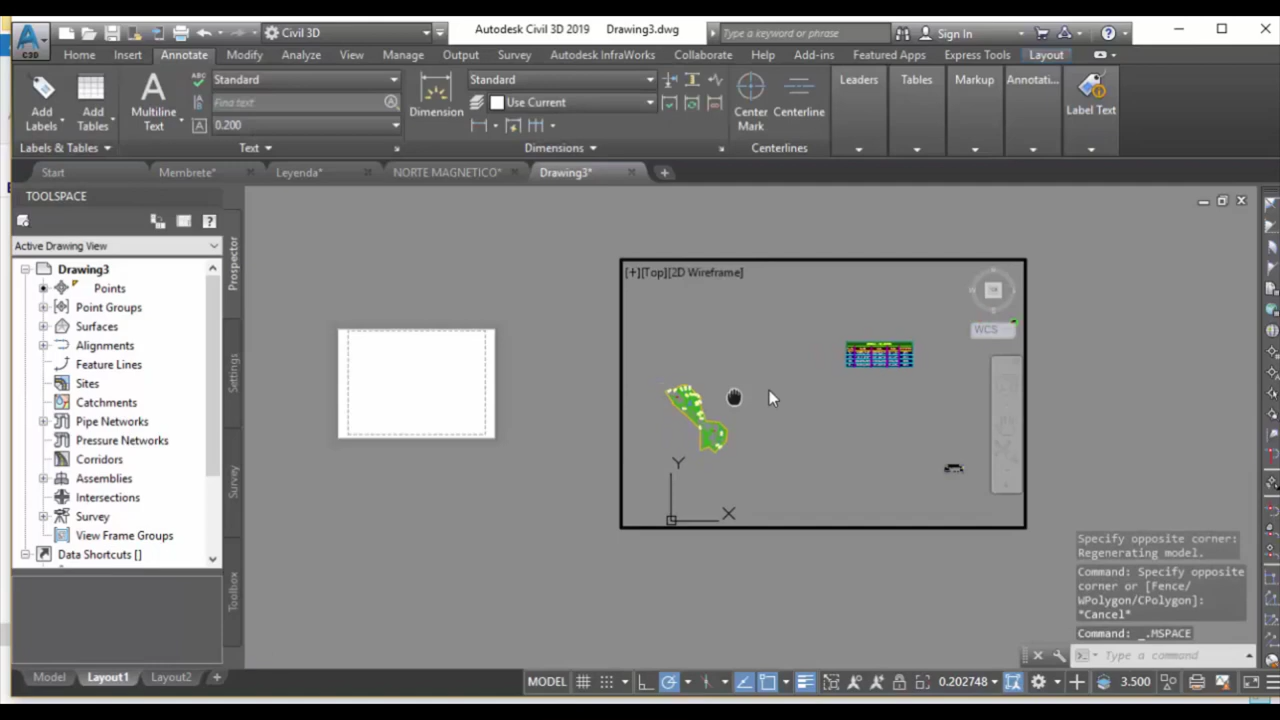 Civil 3D
Autodesk Civil 3D 2019 Drawing3.dwg
Type a keyword or phrase
Sign In
C3D
Home Insert Annotate Modify Analyze View Manage Output Survey Autodesk InfraWorks Collaborate Help Add-ins Featured Apps Express Tools Layout
Add Labels
Add Tables
Multiline Text
ABC
Standard
Find text
0.200
Dimension
Standard
Use Current
Center Mark
Centerline
Leaders
Tables
Markup
Annotati...
Label Text
Labels & Tables
Text
Dimensions
Centerlines
Start
Membrete*
Leyenda*
NORTE MAGNETICO*
Drawing3*
TOOLSPACE
Active Drawing View
Drawing3
Points
Point Groups
Surfaces
Alignments
Feature Lines
Sites
Catchments
Pipe Networks
Pressure Networks
Corridors
Assemblies
Intersections
Survey
View Frame Groups
Data Shortcuts []
Prospector
Settings
Survey
Toolbox
[+][Top][2D Wireframe]
WCS
Y
X
Specify opposite corner:
Regenerating model.
Command: Specify opposite
corner or [Fence/
WPolygon/CPolygon]:
*Cancel*
Command: _.MSPACE
Type a command
Model Layout1 Layout2
MODEL
0.202748
3.500